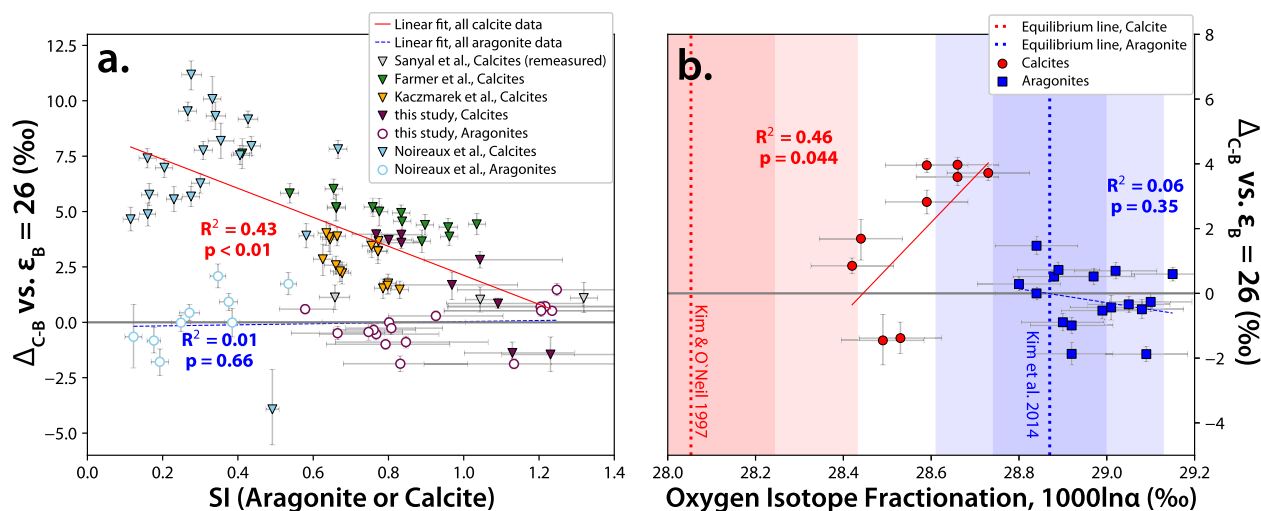 a.
Linear fit, all calcite data
Linear fit, all aragonite data
Sanyal et al., Calcites (remeasured)
Farmer et al., Calcites
Kaczmarek et al., Calcites
this study, Calcites
this study, Aragonites
Noireaux et al., Calcites
Noireaux et al., Aragonites
12.5
10.0
7.5
5.0
2.5
0.0
−2.5
−5.0
Δ_C-B vs. ε_B = 26 (‰)
R² = 0.43
p < 0.01
R² = 0.01
p = 0.66
0.0 0.2 0.4 0.6 0.8 1.0 1.2 1.4
SI (Aragonite or Calcite)
b.
Equilibrium line, Calcite
Equilibrium line, Aragonite
Calcites
Aragonites
R² = 0.46
p = 0.044
R² = 0.06
p = 0.35
Kim & O`Neil 1997
Kim et al. 2014
8
6
4
2
0
−2
−4
Δ_C-B vs. ε_B = 26 (‰)
28.0 28.2 28.4 28.6 28.8 29.0 29.2
Oxygen Isotope Fractionation, 1000lnα (‰)